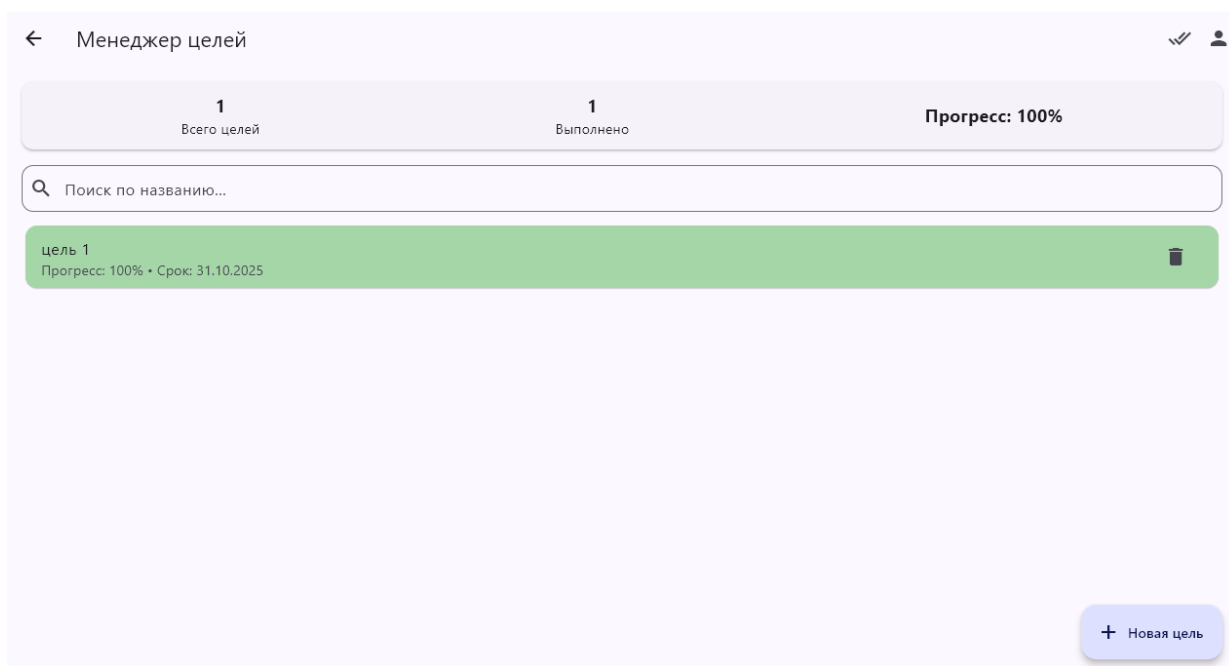 Менеджер целей
1
Всего целей
1
Выполнено
Прогресс: 100%
Поиск по названию...
цель 1
Прогресс: 100% • Срок: 31.10.2025
Новая цель